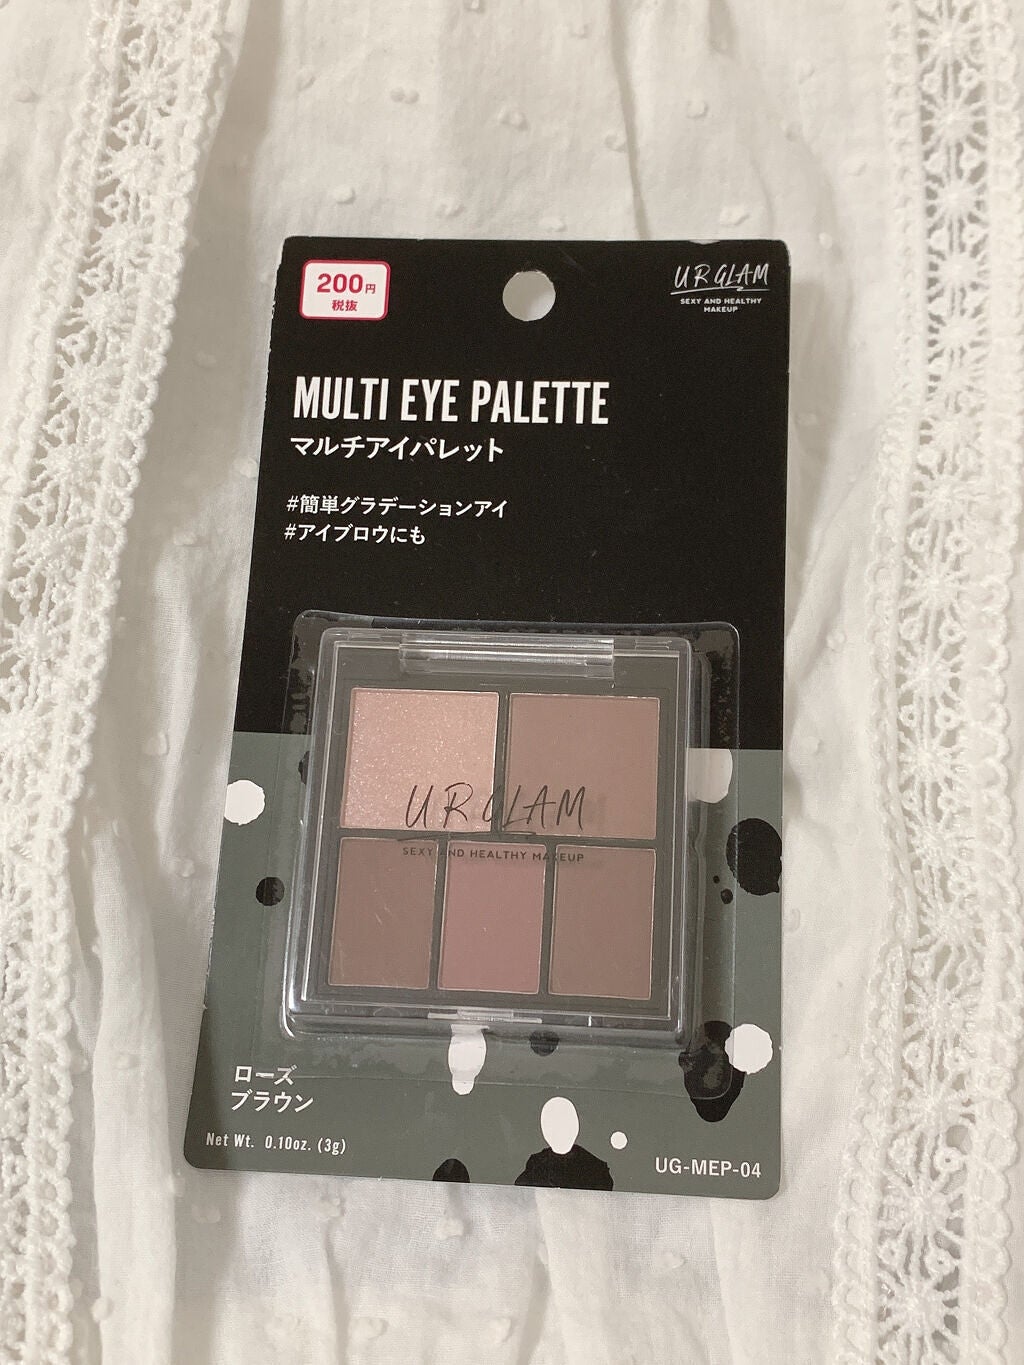 200円
税抜
UR GLAM
SEXY AND HEALTHY
MAKEUP
MULTI EYE PALETTE
マルチアイパレット
#簡単グラデーションアイ
#アイブロウにも
UR GLAM
SEXY AND HEALTHY MAKEUP
ローズ
ブラウン
Net Wt. 0.10oz. (3g)
UG-MEP-04